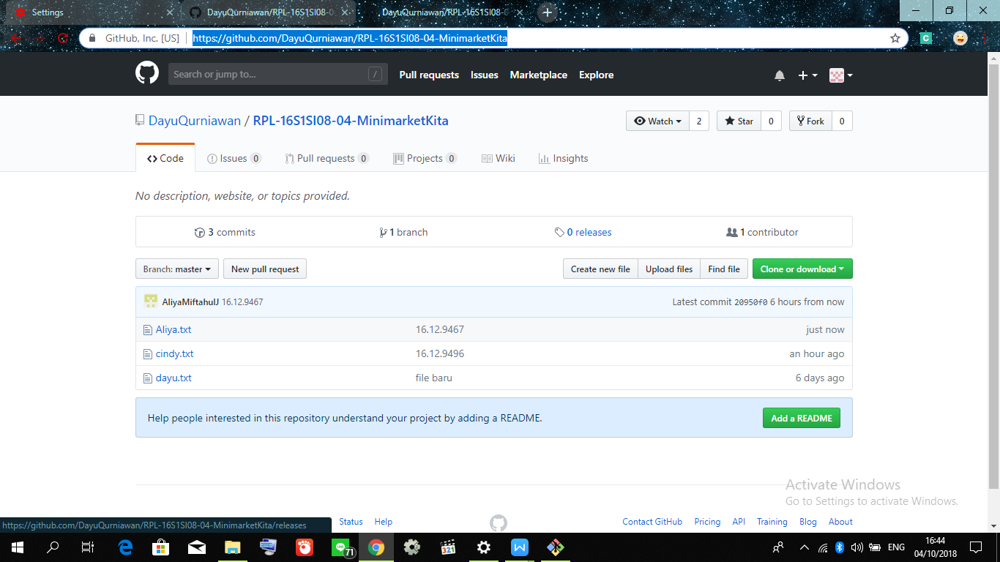 Settings
DayuQurniawan/RPL-16S1SI08-0
DayuQurniawan/RPL-16S1SI08-0
GitHub, Inc. [US]
https://github.com/DayuQurniawan/RPL-16S1SI08-04-MinimarketKita
C
Search or jump to...
/
Pull requests
Issues
Marketplace
Explore
DayuQurniawan / RPL-16S1SI08-04-MinimarketKita
Watch 2
Star 0
Fork 0
Code
Issues 0
Pull requests 0
Projects 0
Wiki
Insights
No description, website, or topics provided.
3 commits
1 branch
0 releases
1 contributor
Branch: master
New pull request
Create new file
Upload files
Find file
Clone or download
AliyaMiftahulJ 16.12.9467
Latest commit 20950f0 6 hours from now
Aliya.txt 16.12.9467 just now
cindy.txt 16.12.9496 an hour ago
dayu.txt file baru 6 days ago
Help people interested in this repository understand your project by adding a README.
Add a README
Activate Windows
Go to Settings to activate Windows.
https://github.com/DayuQurniawan/RPL-16S1SI08-04-MinimarketKita/releases
Status
Help
Contact GitHub
Pricing
API
Training
Blog
About
LINE
71
321
W
ENG
16:44
04/10/2018